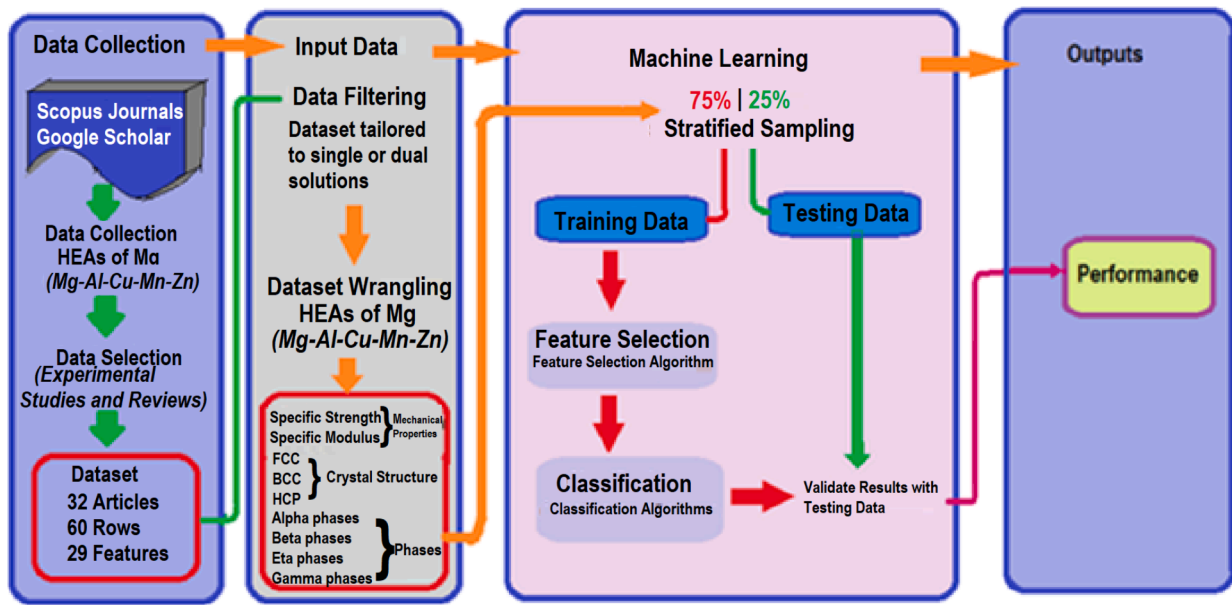 Data Collection
Scopus Journals
Google Scholar
Data Collection
HEAs of Mg
(Mg-Al-Cu-Mn-Zn)
Data Selection
(Experimental
Studies and Reviews)
Dataset
32 Articles
60 Rows
29 Features
Input Data
Data Filtering
Dataset tailored
to single or dual
solutions
Dataset Wrangling
HEAs of Mg
(Mg-Al-Cu-Mn-Zn)
Specific Strength
Specific Modulus
} Mechanical
Properties
FCC
BCC
HCP
} Crystal Structure
Alpha phases
Beta phases
Eta phases
Gamma phases
} Phases
Machine Learning
75% | 25%
Stratified Sampling
Training Data
Testing Data
Feature Selection
Feature Selection Algorithm
Classification
Classification Algorithms
Validate Results with
Testing Data
Outputs
Performance